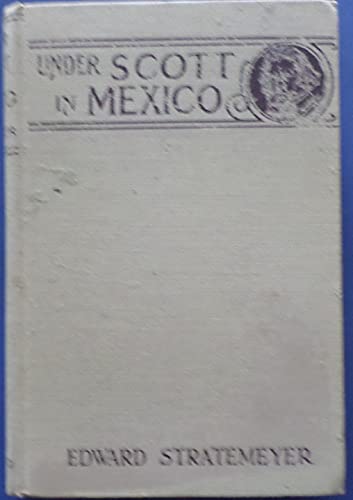 UNDER SCOTT
IN MEXICO
EDWARD STRATEMEYER